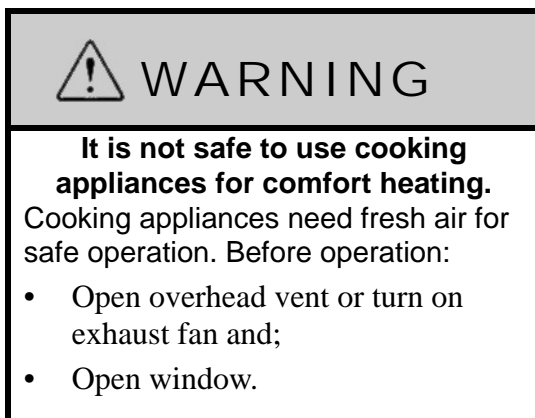 WARNING
It is not safe to use cooking
appliances for comfort heating.
Cooking appliances need fresh air for
safe operation. Before operation:
• Open overhead vent or turn on
exhaust fan and;
• Open window.